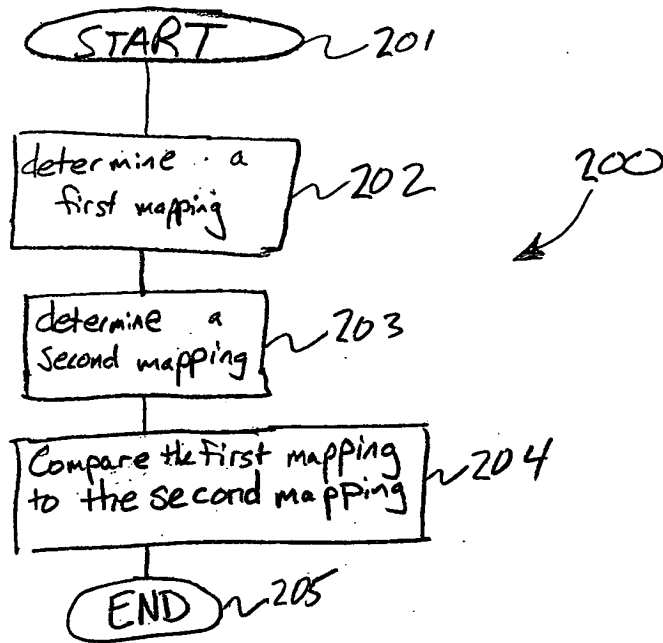 START 201
determine a
first mapping
202
200
determine a
second mapping
203
Compare the first mapping
to the second mapping
204
END 205